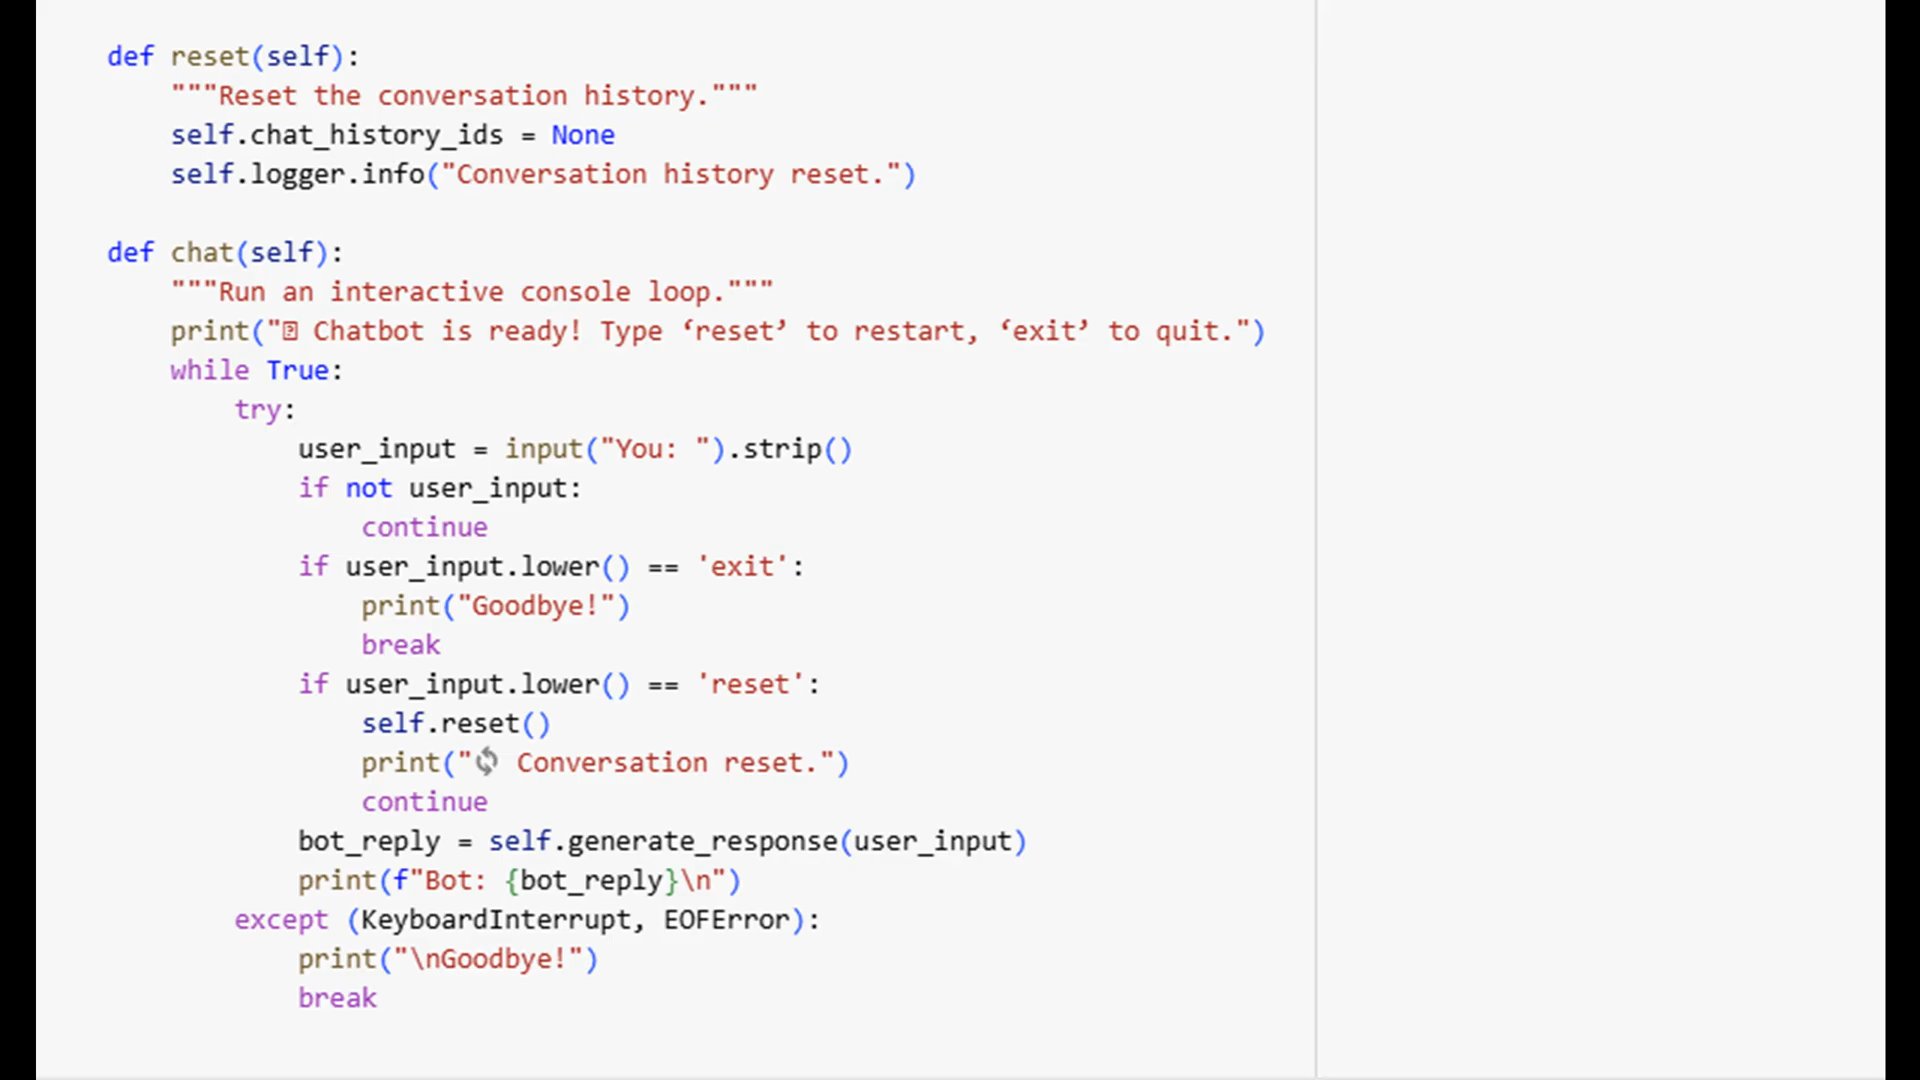 def reset(self):
    """Reset the conversation history."""
    self.chat_history_ids = None
    self.logger.info("Conversation history reset.")

def chat(self):
    """Run an interactive console loop."""
    print(" Chatbot is ready! Type ‘reset’ to restart, ‘exit’ to quit.")
    while True:
        try:
            user_input = input("You: ").strip()
            if not user_input:
                continue
            if user_input.lower() == 'exit':
                print("Goodbye!")
                break
            if user_input.lower() == 'reset':
                self.reset()
                print("🔄 Conversation reset.")
                continue
            bot_reply = self.generate_response(user_input)
            print(f"Bot: {bot_reply}\n")
        except (KeyboardInterrupt, EOFError):
            print("\nGoodbye!")
            break